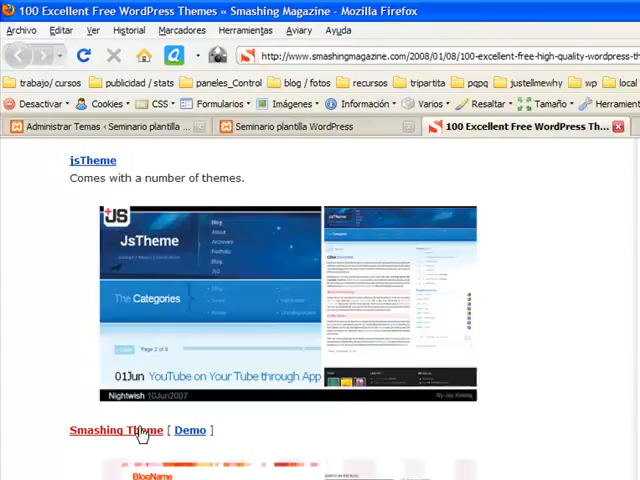 100 Excellent Free WordPress Themes « Smashing Magazine - Mozilla Firefox
Archivo Editar Ver Historial Marcadores Herramientas Aviary Ayuda
http://www.smashingmagazine.com/2008/01/08/100-excellent-free-high-quality-wordpress-th
trabajo/ cursos publicidad / stats paneles_Control blog / fotos recursos tripartita pqpq justellmewhy wp local
Desactivar Cookies CSS Formularios Imágenes Información Varios Resaltar Tamaño Herramient
Administrar Temas ‹ Seminario plantilla ... Seminario plantilla WordPress 100 Excellent Free WordPress Th...
jsTheme
Comes with a number of themes.
JS
JsTheme
Blog
About
Archives
Portfolio
Blog
The Categories
Page 2 of 8
01Jun YouTube on Your Tube through App
Nightwish 10Jun2007
Smashing Theme [ Demo ]
BlogName